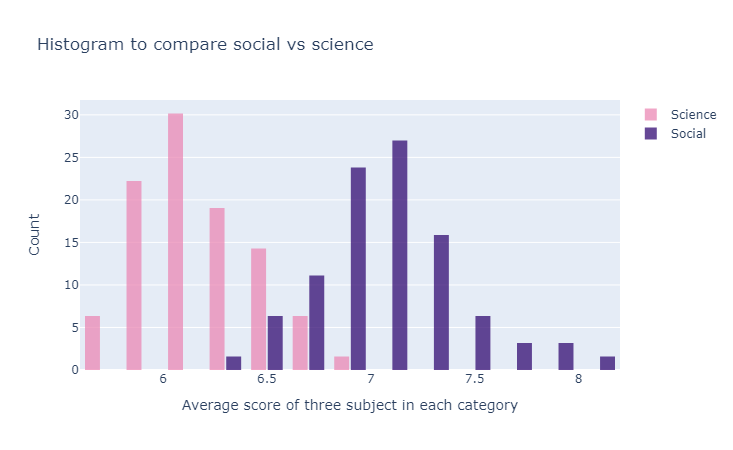 Histogram to compare social vs science
Science
Social
30
25
20
15
10
5
0
Count
6
6.5
7
7.5
8
Average score of three subject in each category